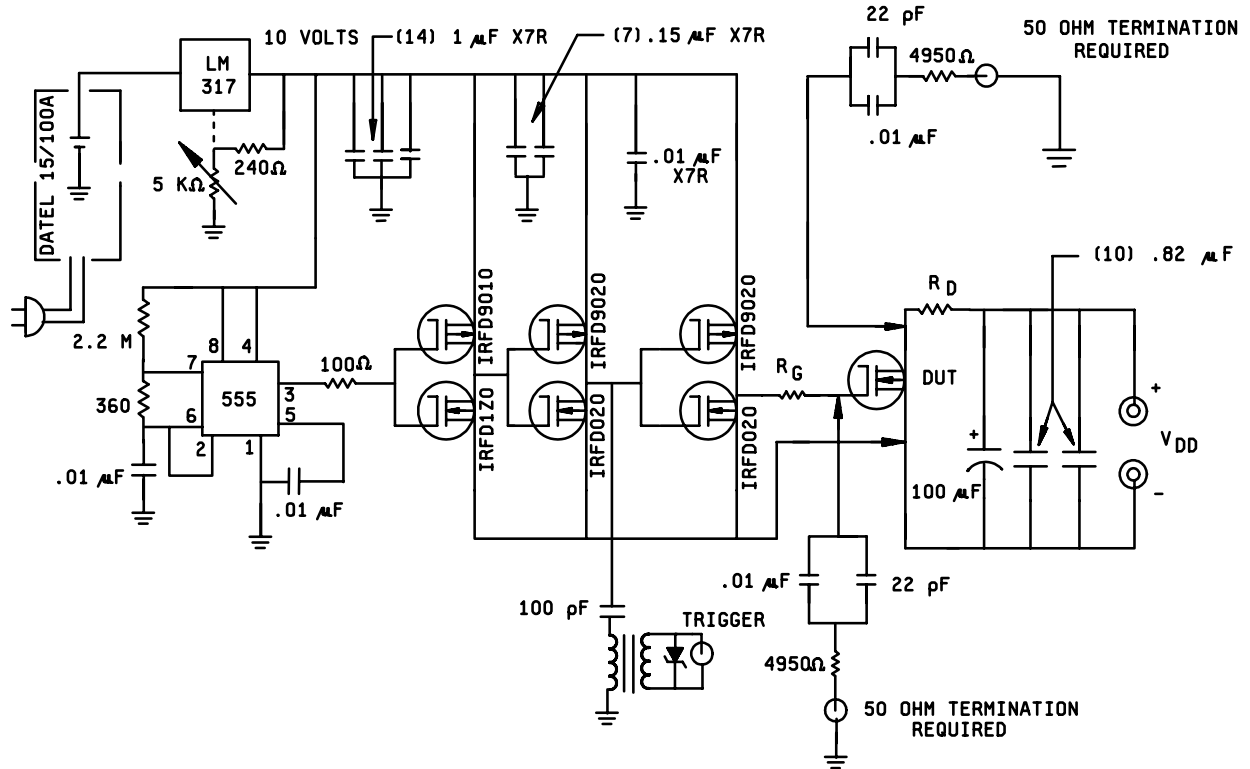 22 pF
50 OHM TERMINATION
REQUIRED
10 VOLTS
(14) 1 µF X7R
(7).15 µF X7R
4950Ω
LM
317
.01 µF
DATEL 15/100A
240Ω
5 KΩ
.01 µF
X7R
(10) .82 µF
R D
2.2 M
8
4
IRFD9010
IRFD9020
IRFD9020
7
100Ω
R G
DUT
555
3
360
6
5
+
2
1
IRFD1Z0
IRFD020
IRFD020
+
V DD
.01 µF
100 µF
-
.01 µF
.01 µF
22 pF
100 pF
TRIGGER
4950Ω
50 OHM TERMINATION
REQUIRED